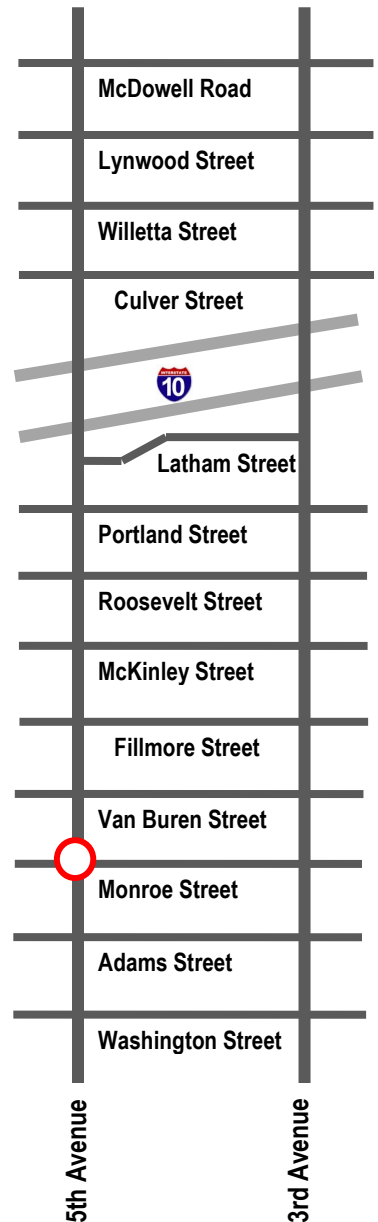 McDowell Road
Lynwood Street
Willetta Street
Culver Street
INTERSTATE
10
Latham Street
Portland Street
Roosevelt Street
McKinley Street
Fillmore Street
Van Buren Street
Monroe Street
Adams Street
Washington Street
5th Avenue
3rd Avenue